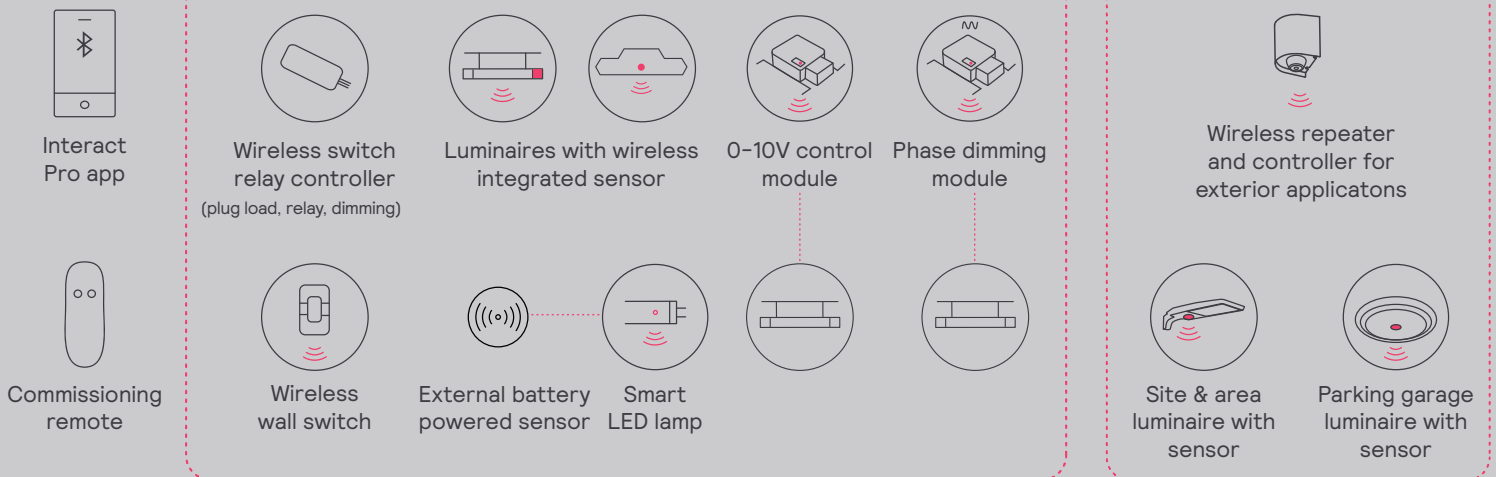 Interact
Pro app
Wireless switch
relay controller
(plug load, relay, dimming)
Luminaires with wireless
integrated sensor
0-10V control
module
Phase dimming
module
Wireless repeater
and controller for
exterior applicatons
Commissioning
remote
Wireless
wall switch
External battery
powered sensor
Smart
LED lamp
Site & area
luminaire with
sensor
Parking garage
luminaire with
sensor